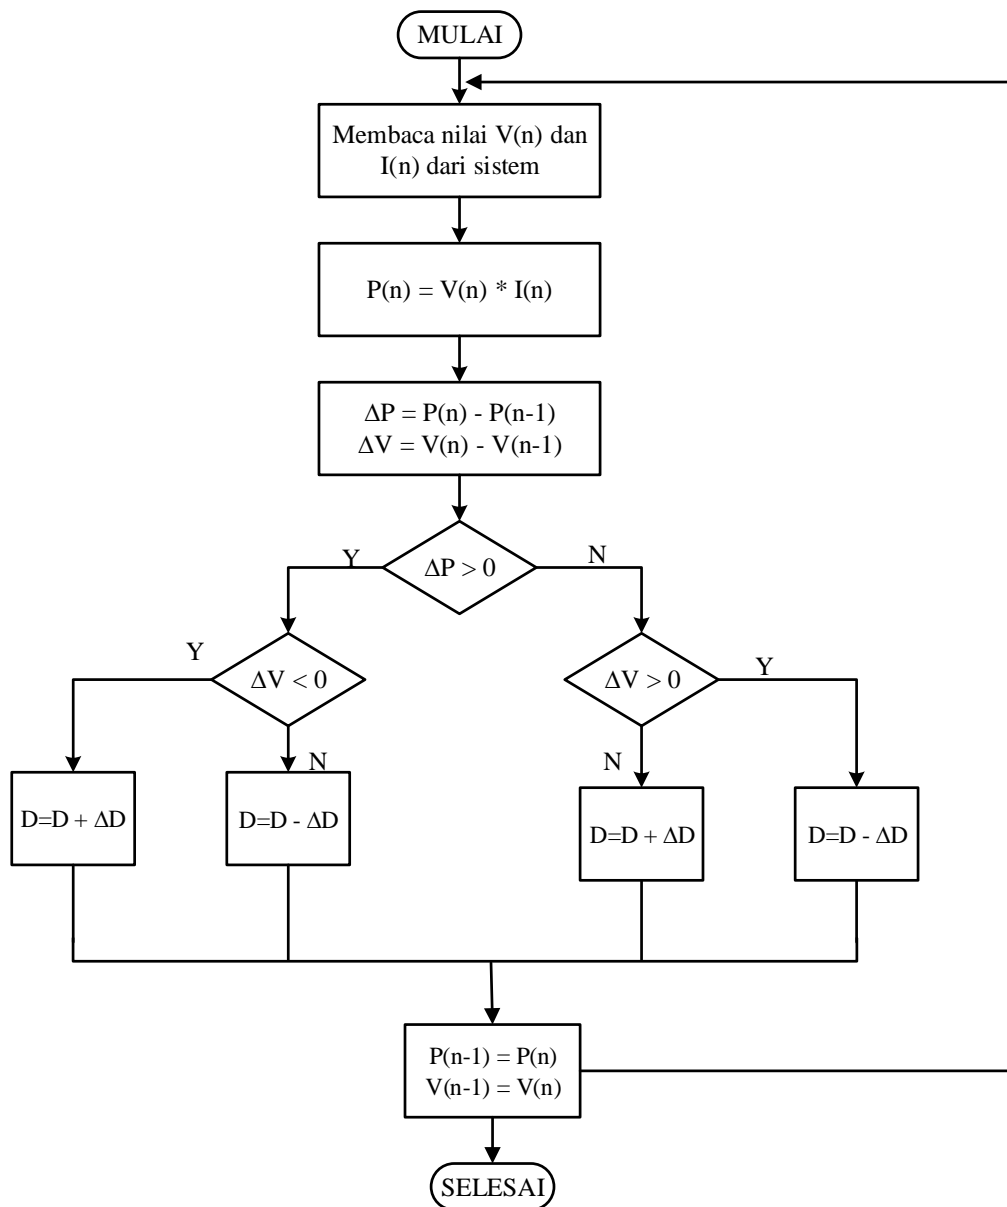 MULAI
Membaca nilai V(n) dan
I(n) dari sistem
P(n) = V(n) * I(n)
ΔP = P(n) - P(n-1)
ΔV = V(n) - V(n-1)
Y
ΔP > 0
N
Y
ΔV < 0
N
ΔV > 0
Y
N
D=D + ΔD
D=D - ΔD
D=D + ΔD
D=D - ΔD
P(n-1) = P(n)
V(n-1) = V(n)
SELESAI